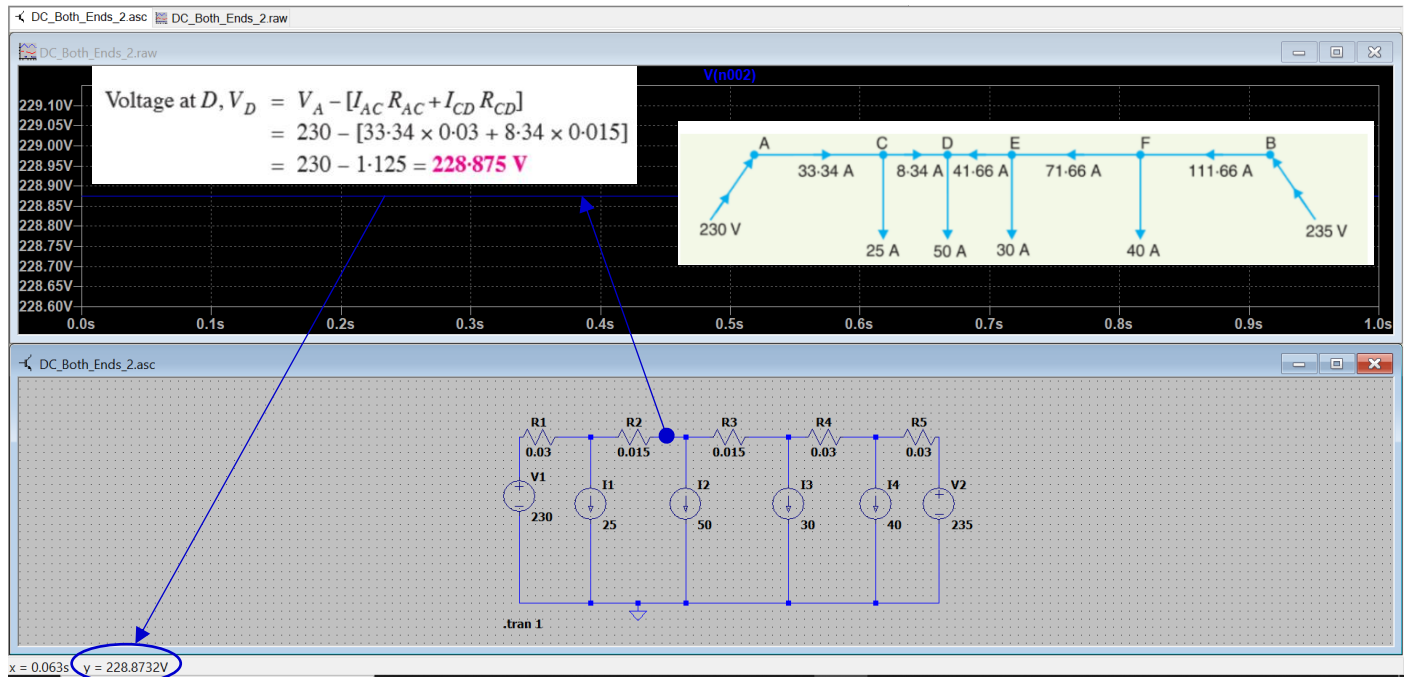 DC_Both_Ends_2.asc DC_Both_Ends_2.raw
DC_Both_Ends_2.raw
V(n002)
Voltage at D, V_D = V_A – [I_AC R_AC + I_CD R_CD]
= 230 – [33·34 × 0·03 + 8·34 × 0·015]
= 230 – 1·125 = 228·875 V
A C D E F B
33·34 A 8·34 A 41·66 A 71·66 A 111·66 A
230 V 235 V
25 A 50 A 30 A 40 A
229.10V
229.05V
229.00V
228.95V
228.90V
228.85V
228.80V
228.75V
228.70V
228.65V
228.60V
0.0s 0.1s 0.2s 0.3s 0.4s 0.5s 0.6s 0.7s 0.8s 0.9s 1.0s
DC_Both_Ends_2.asc
R1 R2 R3 R4 R5
0.03 0.015 0.015 0.03 0.03
V1 I1 I2 I3 I4 V2
230 25 50 30 40 235
.tran 1
x = 0.063s y = 228.8732V